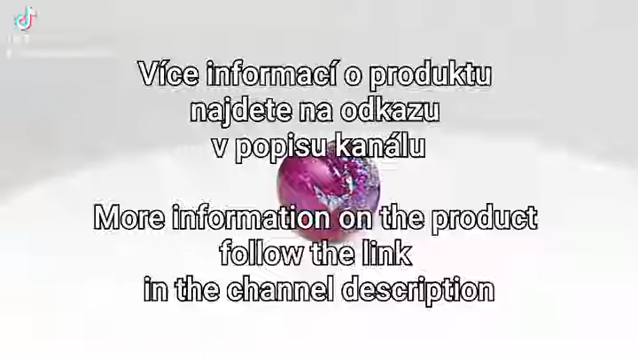 Více informací o produktu
najdete na odkazu
v popisu kanálu
More information on the product
follow the link
in the channel description